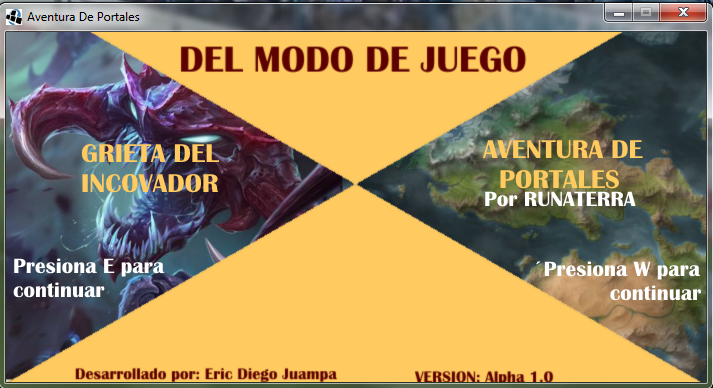 Aventura De Portales
DEL MODO DE JUEGO
GRIETA DEL
INCOVADOR
AVENTURA DE
PORTALES
Por RUNATERRA
Presiona E para
continuar
´Presiona W para
continuar
Desarrollado por: Eric Diego Juampa
VERSION: Alpha 1.0